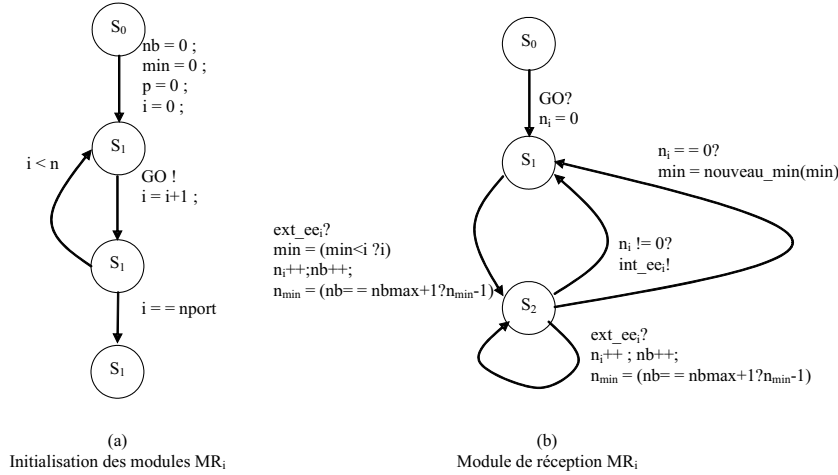 S0
nb = 0 ;
min = 0 ;
p = 0 ;
i = 0 ;
S1
i < n
GO !
i = i+1 ;
S1
i = = nport
S1
(a)
Initialisation des modules MRi
S0
GO?
ni = 0
S1
ni = = 0?
min = nouveau_min(min)
ext_eei?
min = (min<i ?i)
ni++;nb++;
nmin = (nb= = nbmax+1?nmin-1)
ni != 0?
int_eei!
S2
ext_eei?
ni++ ; nb++;
nmin = (nb= = nbmax+1?nmin-1)
(b)
Module de réception MRi